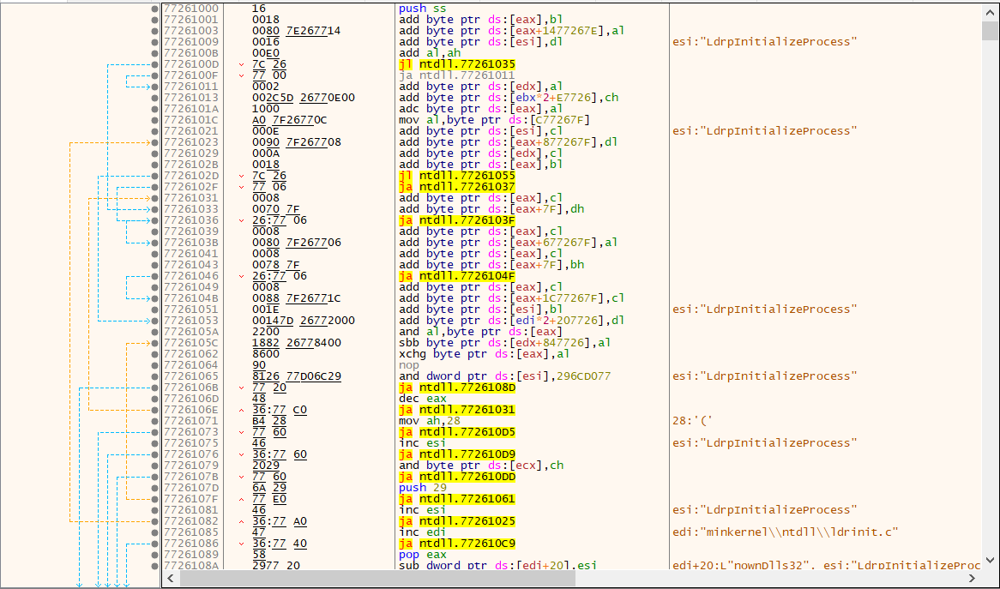 77261000 16 push ss
77261001 0018 add byte ptr ds:[eax],bl
77261003 0080 7E267714 add byte ptr ds:[eax+1477267E],al
77261009 0016 add byte ptr ds:[esi],dl esi:"LdrpInitializeProcess"
7726100B 00E0 add al,ah
7726100D 7C 26 jl ntdll.77261035
7726100F 77 00 ja ntdll.77261011
77261011 0002 add byte ptr ds:[edx],al
77261013 002C5D 26770E00 add byte ptr ds:[ebx*2+E7726],ch
7726101A 1000 adc byte ptr ds:[eax],al
7726101C A0 7F26770C mov al,byte ptr ds:[C77267F]
77261021 000E add byte ptr ds:[esi],cl esi:"LdrpInitializeProcess"
77261023 0090 7F267708 add byte ptr ds:[eax+877267F],dl
77261029 000A add byte ptr ds:[edx],cl
7726102B 0018 add byte ptr ds:[eax],bl
7726102D 7C 26 jl ntdll.77261055
7726102F 77 06 ja ntdll.77261037
77261031 0008 add byte ptr ds:[eax],cl
77261033 0070 7F add byte ptr ds:[eax+7F],dh
77261036 26:77 06 ja ntdll.7726103F
77261039 0008 add byte ptr ds:[eax],cl
7726103B 0080 7F267706 add byte ptr ds:[eax+677267F],al
77261041 0008 add byte ptr ds:[eax],cl
77261043 0078 7F add byte ptr ds:[eax+7F],bh
77261046 26:77 06 ja ntdll.7726104F
77261049 0008 add byte ptr ds:[eax],cl
7726104B 0088 7F26771C add byte ptr ds:[eax+1C77267F],cl
77261051 001E add byte ptr ds:[esi],bl esi:"LdrpInitializeProcess"
77261053 00147D 26772000 add byte ptr ds:[edi*2+207726],dl
7726105A 2200 and al,byte ptr ds:[eax]
7726105C 1882 26778400 sbb byte ptr ds:[edx+847726],al
77261062 8600 xchg byte ptr ds:[eax],al
77261064 90 nop
77261065 8126 77D06C29 and dword ptr ds:[esi],296CD077 esi:"LdrpInitializeProcess"
7726106B 77 20 ja ntdll.7726108D
7726106D 48 dec eax
7726106E 36:77 C0 ja ntdll.77261031
77261071 B4 28 mov ah,28 28:'('
77261073 77 60 ja ntdll.772610D5
77261075 46 inc esi esi:"LdrpInitializeProcess"
77261076 36:77 60 ja ntdll.772610D9
77261079 2029 and byte ptr ds:[ecx],ch
7726107B 77 60 ja ntdll.772610DD
7726107D 6A 29 push 29
7726107F 77 E0 ja ntdll.77261061
77261081 46 inc esi esi:"LdrpInitializeProcess"
77261082 36:77 A0 ja ntdll.77261025
77261085 47 inc edi edi:"minkernel\\ntdll\\ldrinit.c"
77261086 36:77 40 ja ntdll.772610C9
77261089 58 pop eax
7726108A 2977 20 sub dword ptr ds:[edi+20],esi edi+20:L"nownDlls32", esi:"LdrpInitializeProc